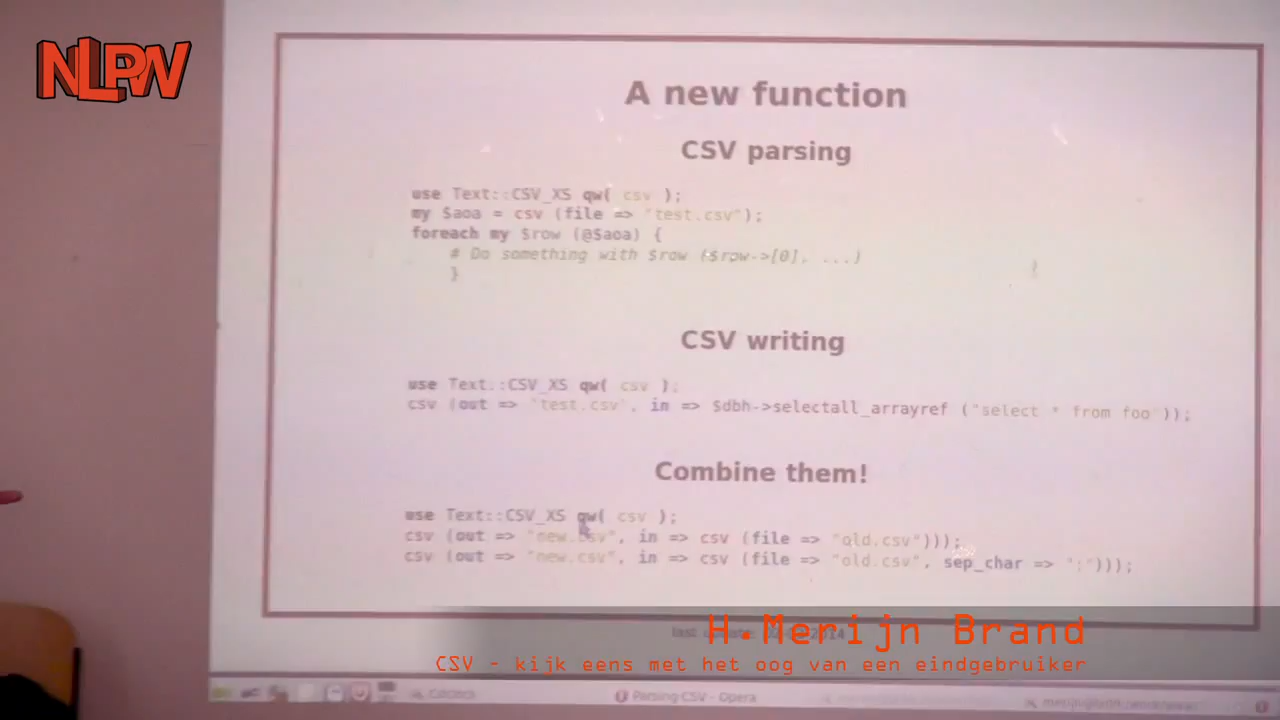 NLPW
A new function
CSV parsing
use Text::CSV_XS qw( csv );
my $aoa = csv (file => "test.csv");
foreach my $row (@$aoa) {
# Do something with $row ($row->[0], ...)
}
CSV writing
use Text::CSV_XS qw( csv );
csv (out => "test.csv", in => $dbh->selectall_arrayref ("select * from foo"));
Combine them!
use Text::CSV_XS qw( csv );
csv (out => "new.csv", in => csv (file => "old.csv")));
csv (out => "new.csv", in => csv (file => "old.csv", sep_char => ";")));
H.Merijn Brand
CSV - kijk eens met het oog van een eindgebruiker
Parsing CSV - Opera